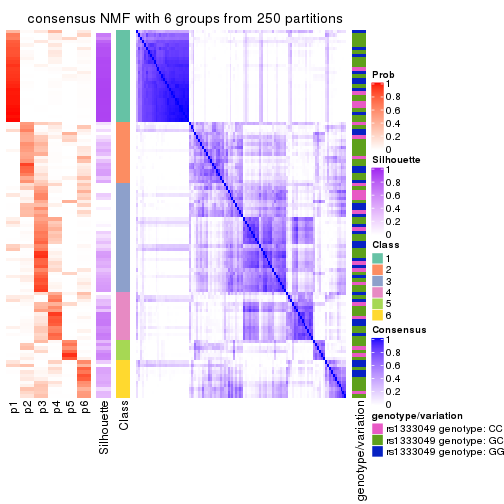 consensus NMF with 6 groups from 250 partitions
Prob
1
0.8
0.6
0.4
0.2
0
Silhouette
1
0.8
0.6
0.4
0.2
0
Class
1
2
3
4
5
6
Consensus
1
0.8
0.6
0.4
0.2
0
genotype/variation
rs1333049 genotype: CC
rs1333049 genotype: GC
rs1333049 genotype: GG
p1
p2
p3
p4
p5
p6
Silhouette
Class
genotype/variation